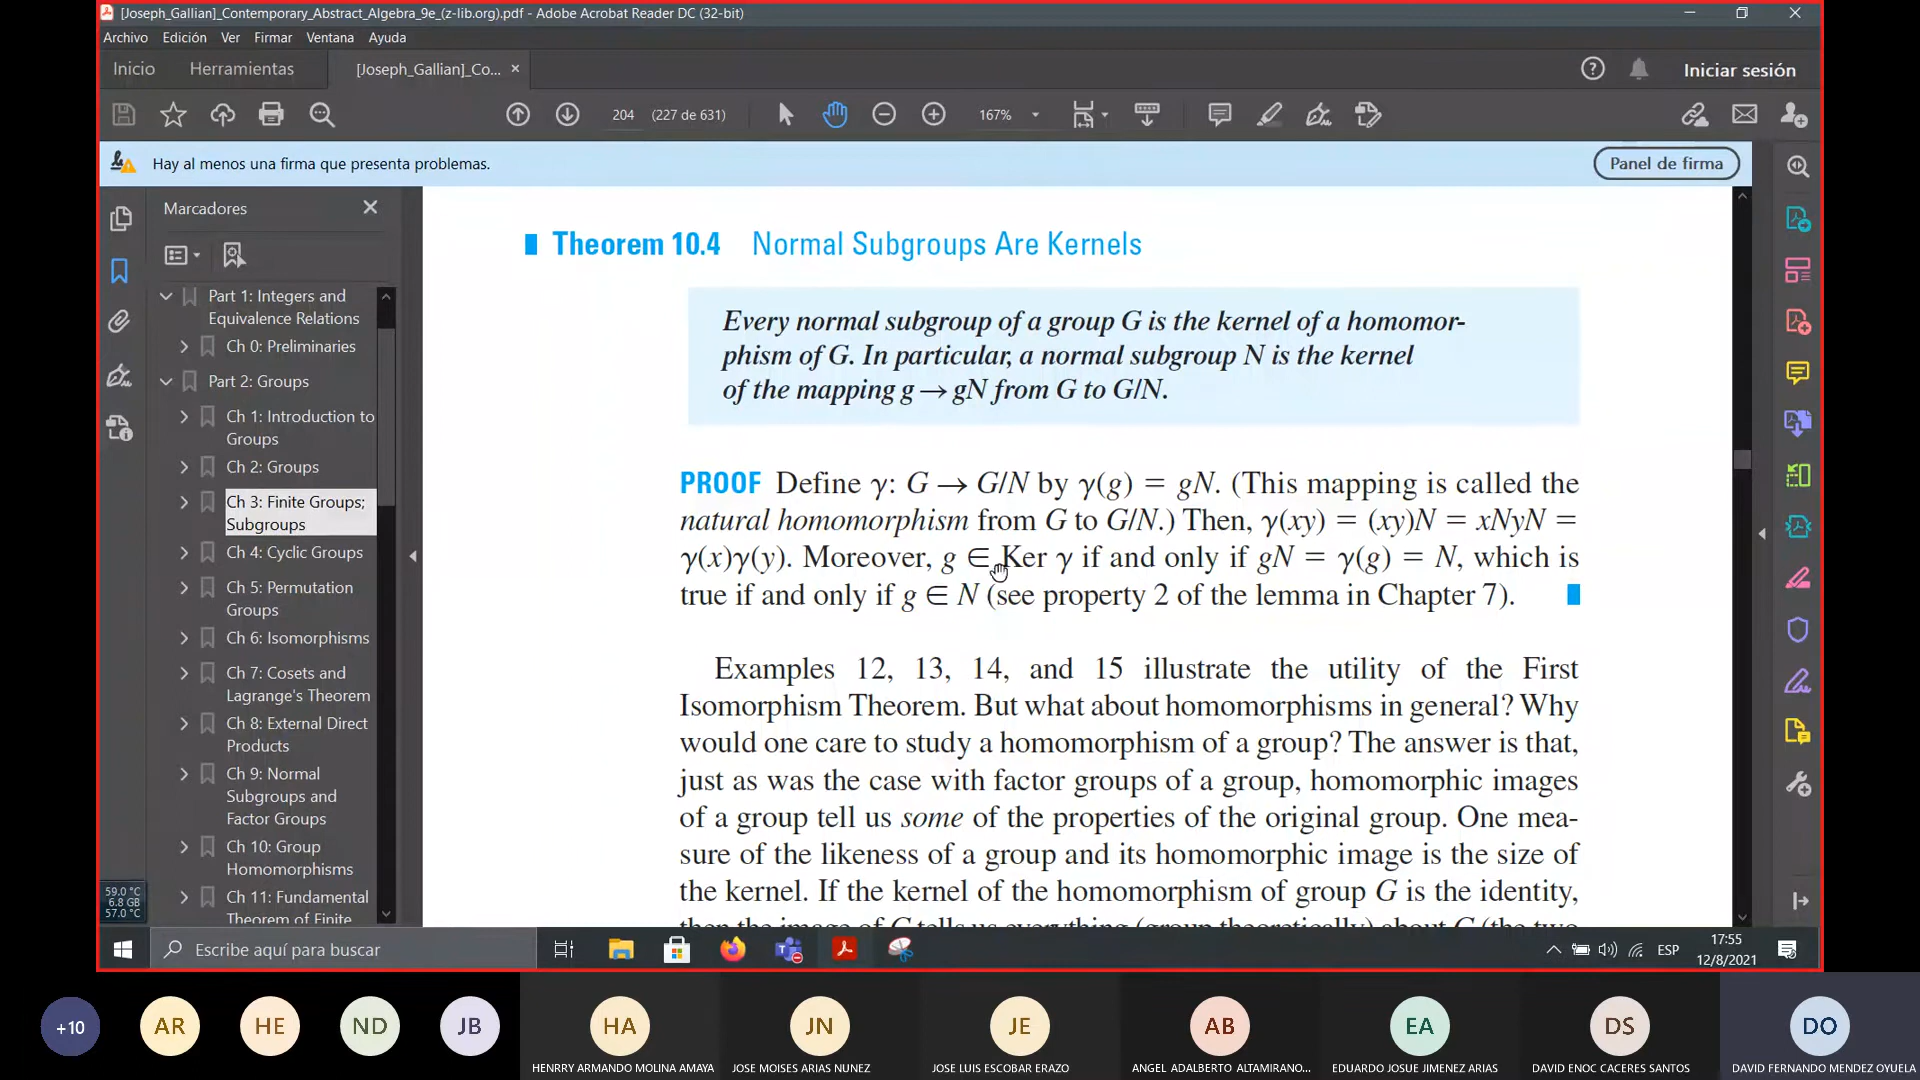 [Joseph_Gallian]_Contemporary_Abstract_Algebra_9e_(z-lib.org).pdf - Adobe Acrobat Reader DC (32-bit)
Archivo Edición Ver Firmar Ventana Ayuda
Inicio Herramientas [Joseph_Gallian]_Co... × Iniciar sesión
204 (227 de 631) 167%
Hay al menos una firma que presenta problemas. Panel de firma
Marcadores
Part 1: Integers and
Equivalence Relations
Ch 0: Preliminaries
Part 2: Groups
Ch 1: Introduction to
Groups
Ch 2: Groups
Ch 3: Finite Groups;
Subgroups
Ch 4: Cyclic Groups
Ch 5: Permutation
Groups
Ch 6: Isomorphisms
Ch 7: Cosets and
Lagrange's Theorem
Ch 8: External Direct
Products
Ch 9: Normal
Subgroups and
Factor Groups
Ch 10: Group
Homomorphisms
Ch 11: Fundamental
Theorem of Finite
Theorem 10.4 Normal Subgroups Are Kernels
Every normal subgroup of a group G is the kernel of a homomor-
phism of G. In particular, a normal subgroup N is the kernel
of the mapping g → gN from G to G/N.
PROOF Define γ: G → G/N by γ(g) = gN. (This mapping is called the
natural homomorphism from G to G/N.) Then, γ(xy) = (xy)N = xNyN =
γ(x)γ(y). Moreover, g ∈ Ker γ if and only if gN = γ(g) = N, which is
true if and only if g ∈ N (see property 2 of the lemma in Chapter 7).
Examples 12, 13, 14, and 15 illustrate the utility of the First
Isomorphism Theorem. But what about homomorphisms in general? Why
would one care to study a homomorphism of a group? The answer is that,
just as was the case with factor groups of a group, homomorphic images
of a group tell us some of the properties of the original group. One mea-
sure of the likeness of a group and its homomorphic image is the size of
the kernel. If the kernel of the homomorphism of group G is the identity,
then the image of G tells us everything (group theoretically) about G (the two
59.0 °C
6.8 GB
57.0 °C
Escribe aquí para buscar
ESP
17:55
12/8/2021
+10 AR HE ND JB HA JN JE AB EA DS DO
HENRRY ARMANDO MOLINA AMAYA JOSE MOISES ARIAS NUNEZ JOSE LUIS ESCOBAR ERAZO ANGEL ADALBERTO ALTAMIRANO... EDUARDO JOSUE JIMENEZ ARIAS DAVID ENOC CACERES SANTOS DAVID FERNANDO MENDEZ OYUELA